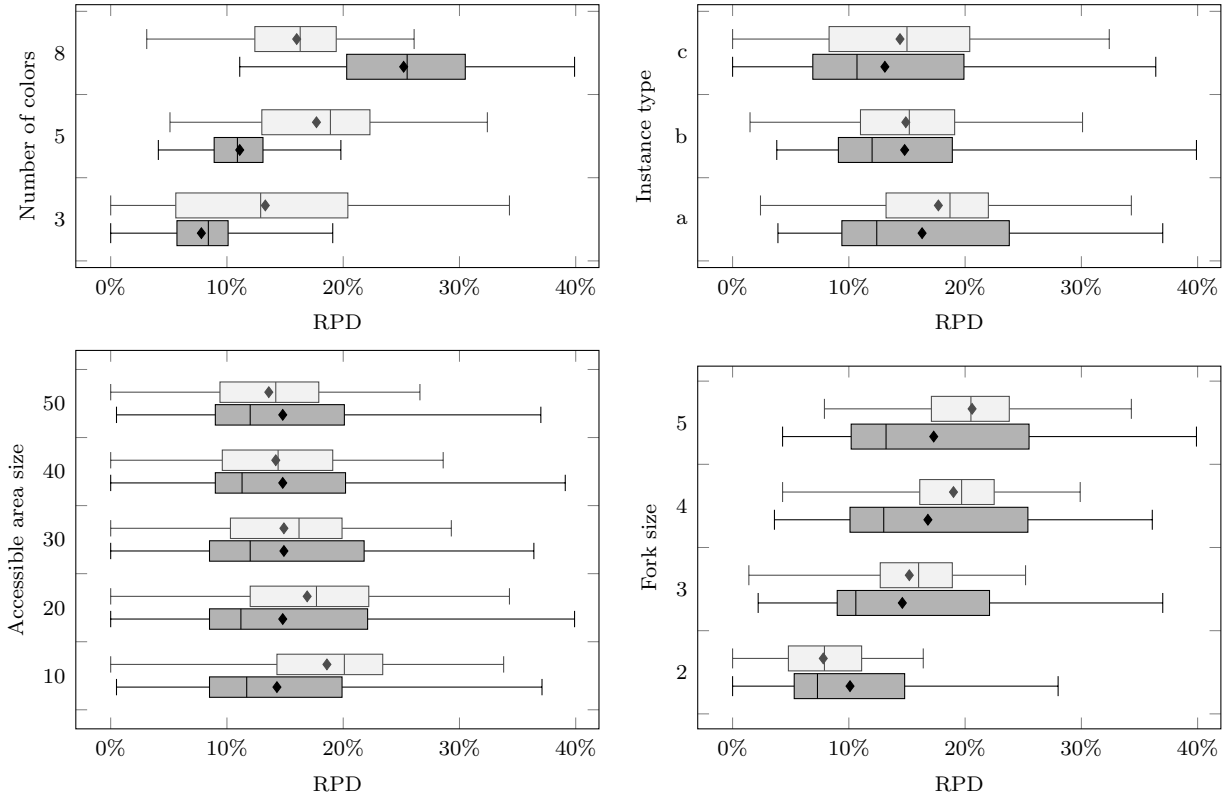 Number of colors
8
5
3
0% 10% 20% 30% 40%
RPD
Instance type
c
b
a
0% 10% 20% 30% 40%
RPD
Accessible area size
50
40
30
20
10
0% 10% 20% 30% 40%
RPD
Fork size
5
4
3
2
0% 10% 20% 30% 40%
RPD